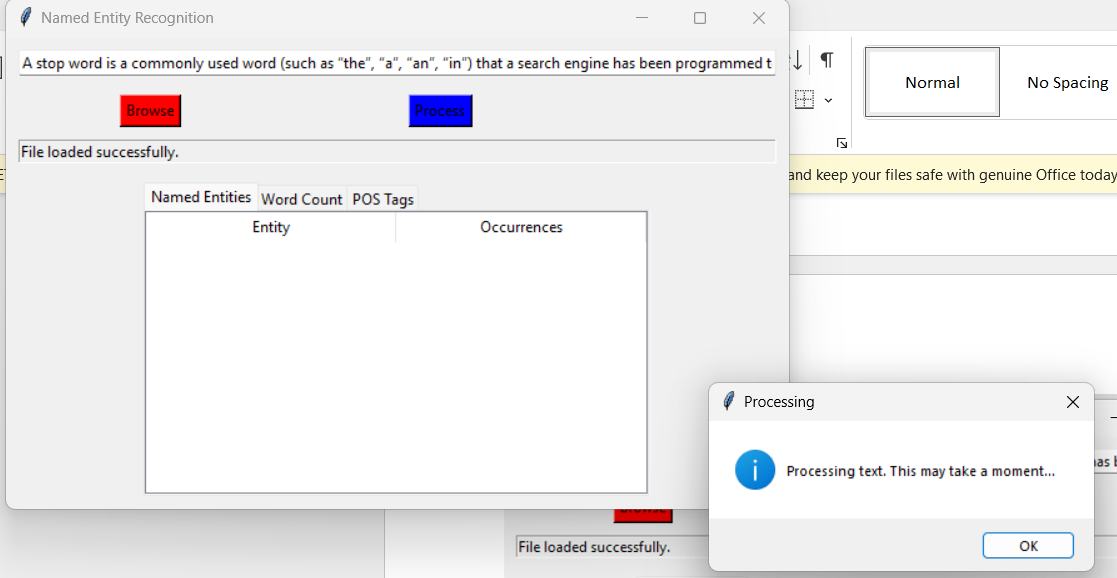 Named Entity Recognition
A stop word is a commonly used word (such as “the”, “a”, “an”, “in”) that a search engine has been programmed t
Browse
Process
File loaded successfully.
Named Entities
Word Count
POS Tags
Entity
Occurrences
Normal
No Spacing
and keep your files safe with genuine Office today
Processing
Processing text. This may take a moment...
OK
Browse
File loaded successfully.